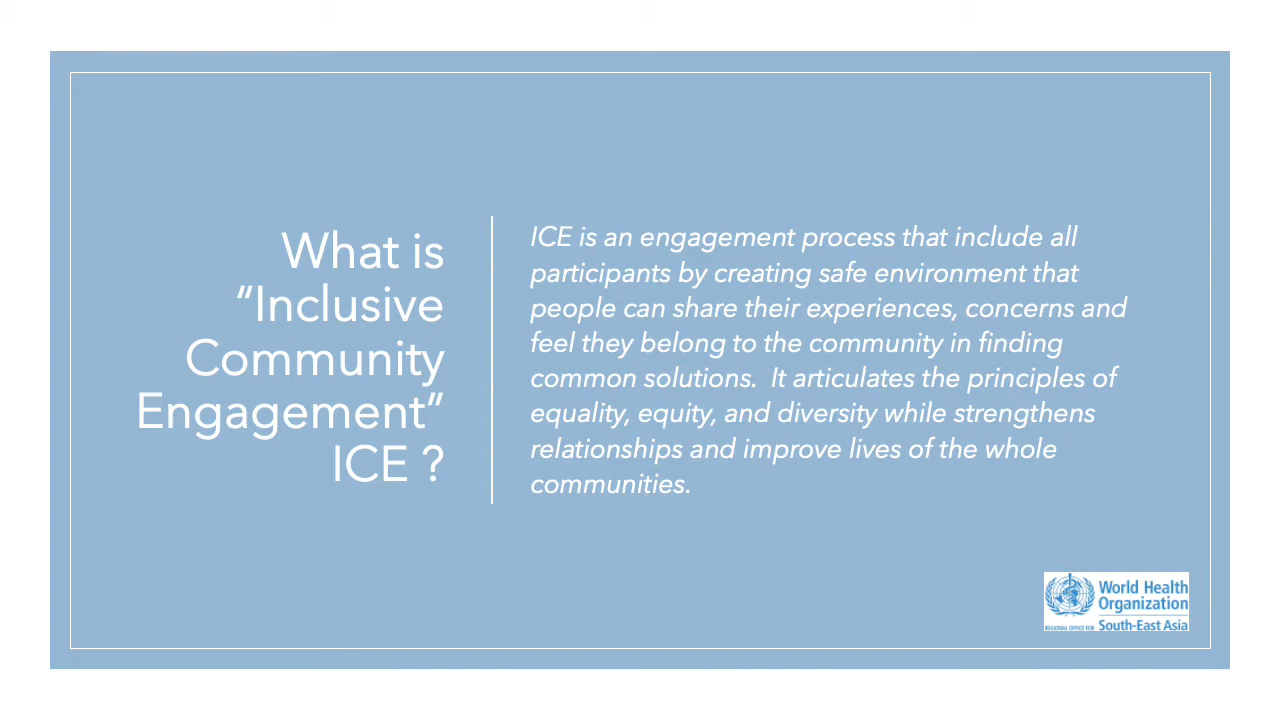 What is
“Inclusive
Community
Engagement”
ICE ?
ICE is an engagement process that include all
participants by creating safe environment that
people can share their experiences, concerns and
feel they belong to the community in finding
common solutions.  It articulates the principles of
equality, equity, and diversity while strengthens
relationships and improve lives of the whole
communities.
World Health
Organization
REGIONAL OFFICE FOR South-East Asia